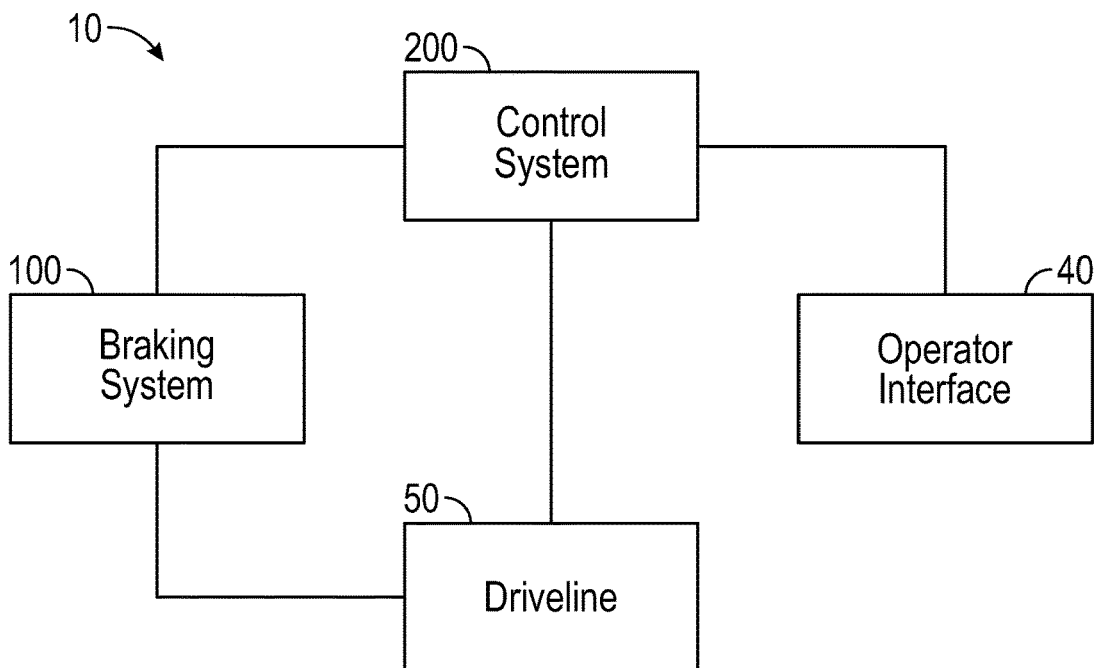 10
200
Control
System
100
Braking
System
40
Operator
Interface
50
Driveline